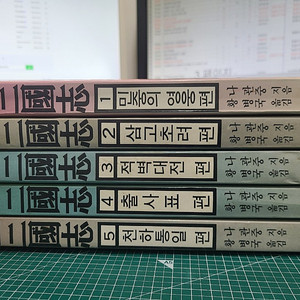 三國志 1 민중의 영웅 편 나관중 지음 황병국 옮김
三國志 2 삼고초려 편 나관중 지음 황병국 옮김
三國志 3 적벽대전 편 나관중 지음 황병국 옮김
三國志 4 출사표 편 나관중 지음 황병국 옮김
三國志 5 천하통일 편 나관중 지음 황병국 옮김